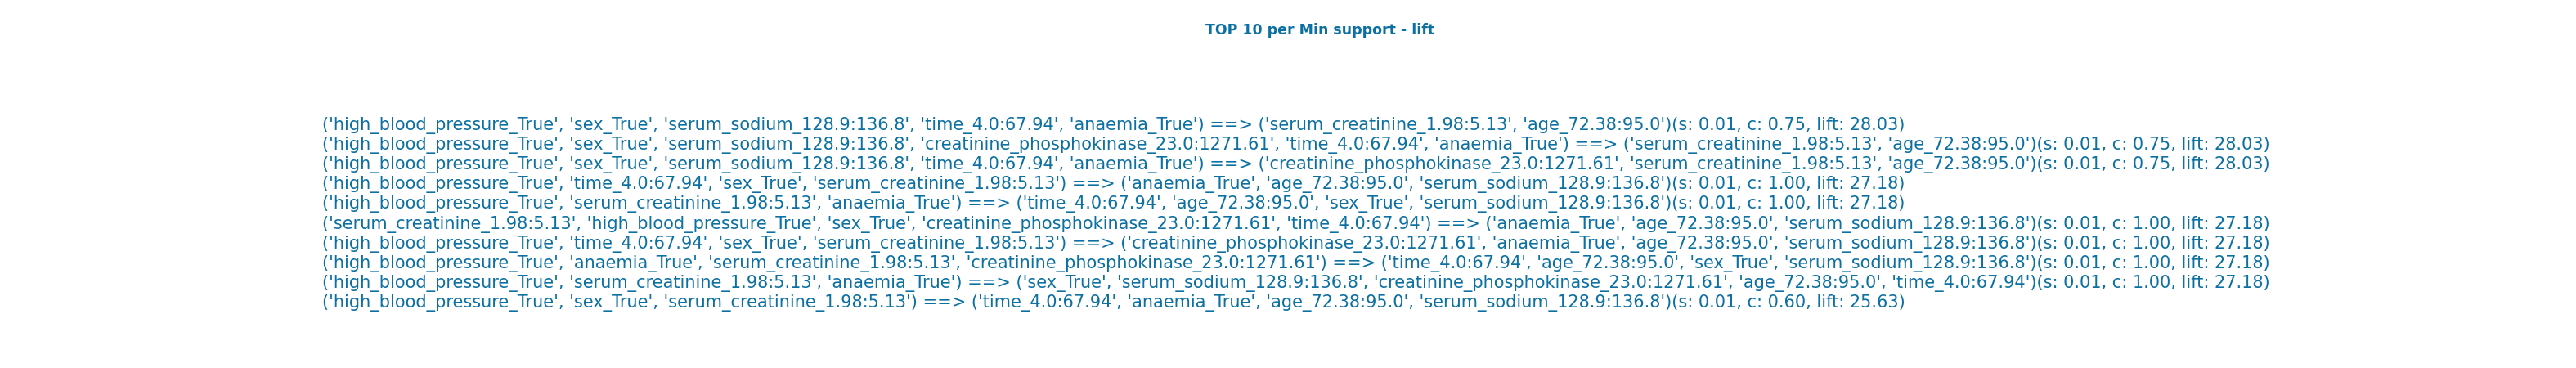 TOP 10 per Min support - lift
('high_blood_pressure_True', 'sex_True', 'serum_sodium_128.9:136.8', 'time_4.0:67.94', 'anaemia_True') ==> ('serum_creatinine_1.98:5.13', 'age_72.38:95.0')(s: 0.01, c: 0.75, lift: 28.03)
('high_blood_pressure_True', 'sex_True', 'serum_sodium_128.9:136.8', 'creatinine_phosphokinase_23.0:1271.61', 'time_4.0:67.94', 'anaemia_True') ==> ('serum_creatinine_1.98:5.13', 'age_72.38:95.0')(s: 0.01, c: 0.75, lift: 28.03)
('high_blood_pressure_True', 'sex_True', 'serum_sodium_128.9:136.8', 'time_4.0:67.94', 'anaemia_True') ==> ('creatinine_phosphokinase_23.0:1271.61', 'serum_creatinine_1.98:5.13', 'age_72.38:95.0')(s: 0.01, c: 0.75, lift: 28.03)
('high_blood_pressure_True', 'time_4.0:67.94', 'sex_True', 'serum_creatinine_1.98:5.13') ==> ('anaemia_True', 'age_72.38:95.0', 'serum_sodium_128.9:136.8')(s: 0.01, c: 1.00, lift: 27.18)
('high_blood_pressure_True', 'serum_creatinine_1.98:5.13', 'anaemia_True') ==> ('time_4.0:67.94', 'age_72.38:95.0', 'sex_True', 'serum_sodium_128.9:136.8')(s: 0.01, c: 1.00, lift: 27.18)
('serum_creatinine_1.98:5.13', 'high_blood_pressure_True', 'sex_True', 'creatinine_phosphokinase_23.0:1271.61', 'time_4.0:67.94') ==> ('anaemia_True', 'age_72.38:95.0', 'serum_sodium_128.9:136.8')(s: 0.01, c: 1.00, lift: 27.18)
('high_blood_pressure_True', 'time_4.0:67.94', 'sex_True', 'serum_creatinine_1.98:5.13') ==> ('creatinine_phosphokinase_23.0:1271.61', 'anaemia_True', 'age_72.38:95.0', 'serum_sodium_128.9:136.8')(s: 0.01, c: 1.00, lift: 27.18)
('high_blood_pressure_True', 'anaemia_True', 'serum_creatinine_1.98:5.13', 'creatinine_phosphokinase_23.0:1271.61') ==> ('time_4.0:67.94', 'age_72.38:95.0', 'sex_True', 'serum_sodium_128.9:136.8')(s: 0.01, c: 1.00, lift: 27.18)
('high_blood_pressure_True', 'serum_creatinine_1.98:5.13', 'anaemia_True') ==> ('sex_True', 'serum_sodium_128.9:136.8', 'creatinine_phosphokinase_23.0:1271.61', 'age_72.38:95.0', 'time_4.0:67.94')(s: 0.01, c: 1.00, lift: 27.18)
('high_blood_pressure_True', 'sex_True', 'serum_creatinine_1.98:5.13') ==> ('time_4.0:67.94', 'anaemia_True', 'age_72.38:95.0', 'serum_sodium_128.9:136.8')(s: 0.01, c: 0.60, lift: 25.63)